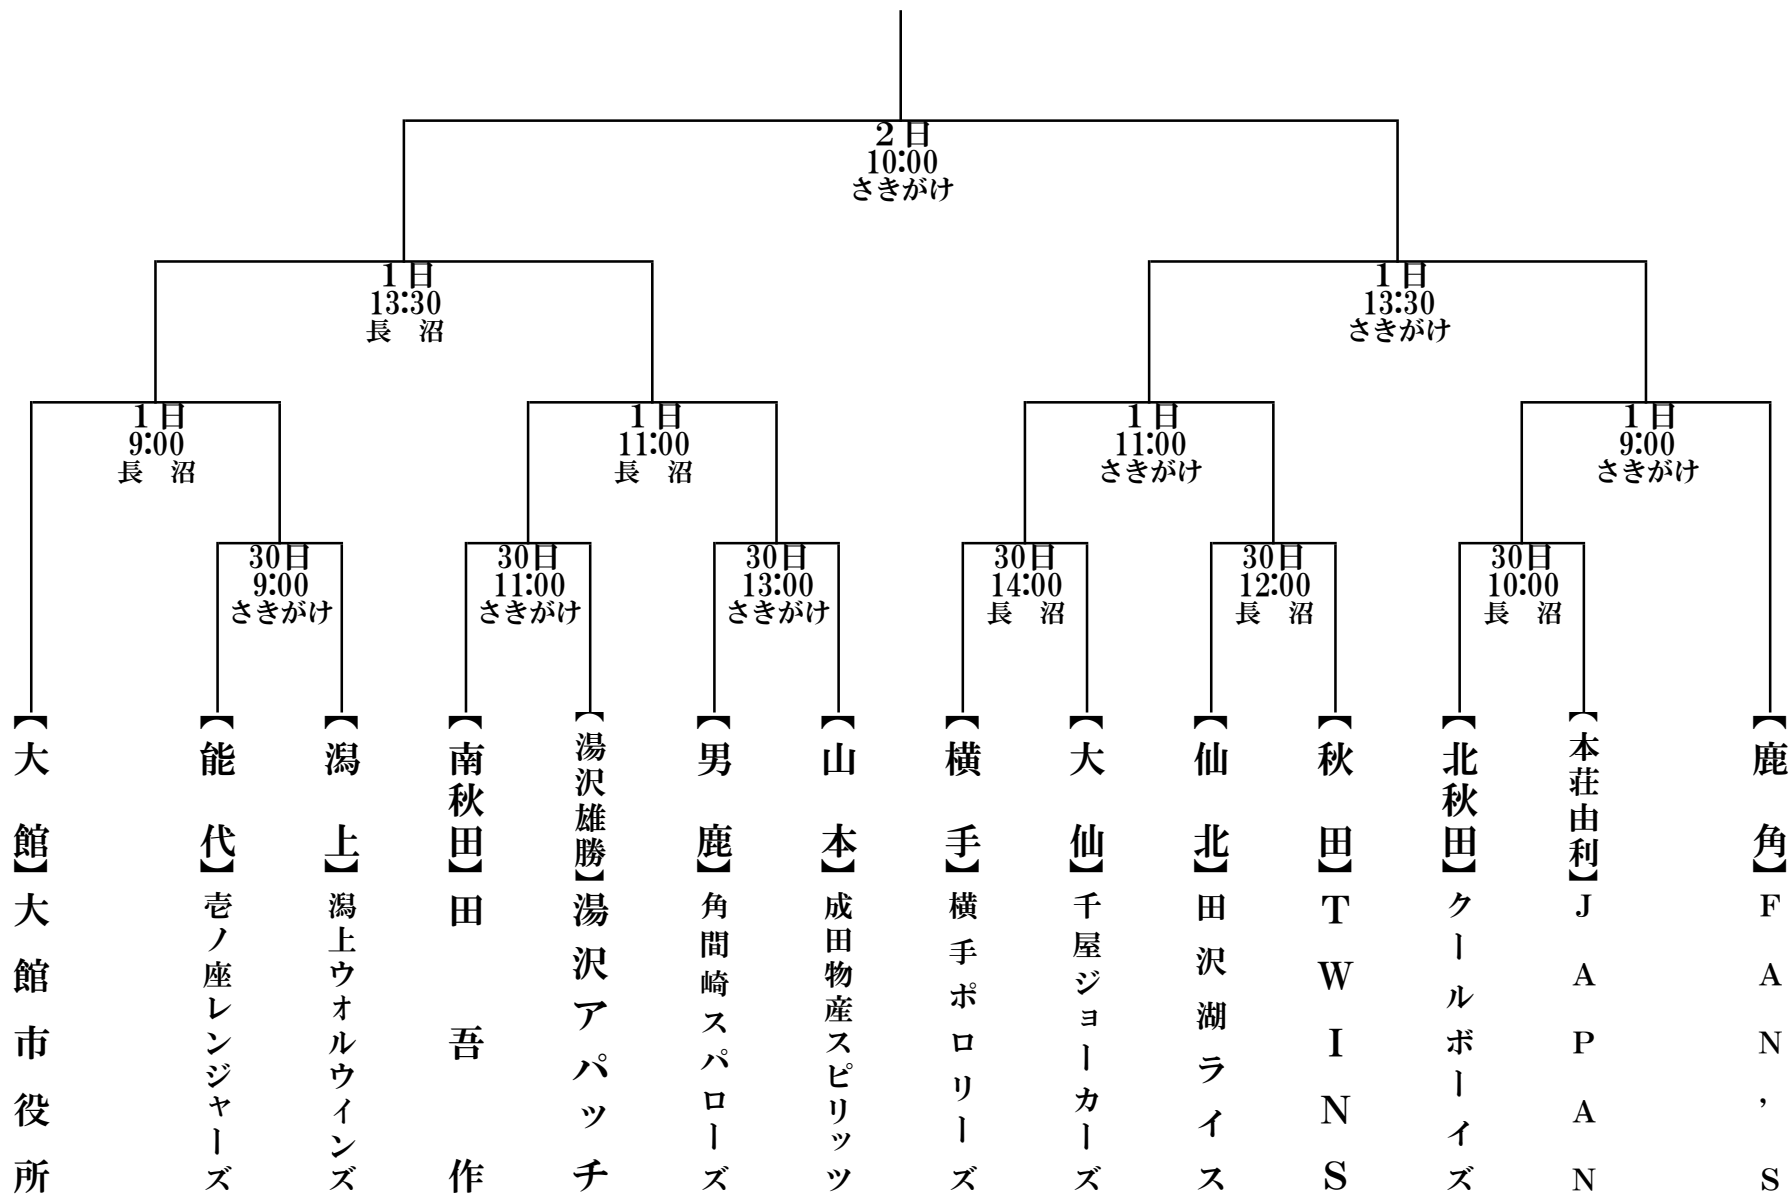 ２日
10:00
さきがけ
１日
13:30
長　沼
１日
13:30
さきがけ
１日
9:00
長　沼
１日
11:00
長　沼
１日
11:00
さきがけ
１日
9:00
さきがけ
30日
9:00
さきがけ
30日
11:00
さきがけ
30日
13:00
さきがけ
30日
14:00
長　沼
30日
12:00
長　沼
30日
10:00
長　沼
【大　館】大館市役所
【能　代】壱ノ座レンジャーズ
【潟　上】潟上ウォルウインズ
【南秋田】田吾作
【湯沢雄勝】湯沢アパッチ
【男　鹿】角間崎スパローズ
【山　本】成田物産スピリッツ
【横　手】横手ポロリーズ
【大　仙】千屋ジョーカーズ
【仙　北】田沢湖ライス
【秋　田】ＴＷＩＮＳ
【北秋田】クールボーイズ
【本荘由利】ＪＡＰＡＮ
【鹿　角】ＦＡＮ’Ｓ